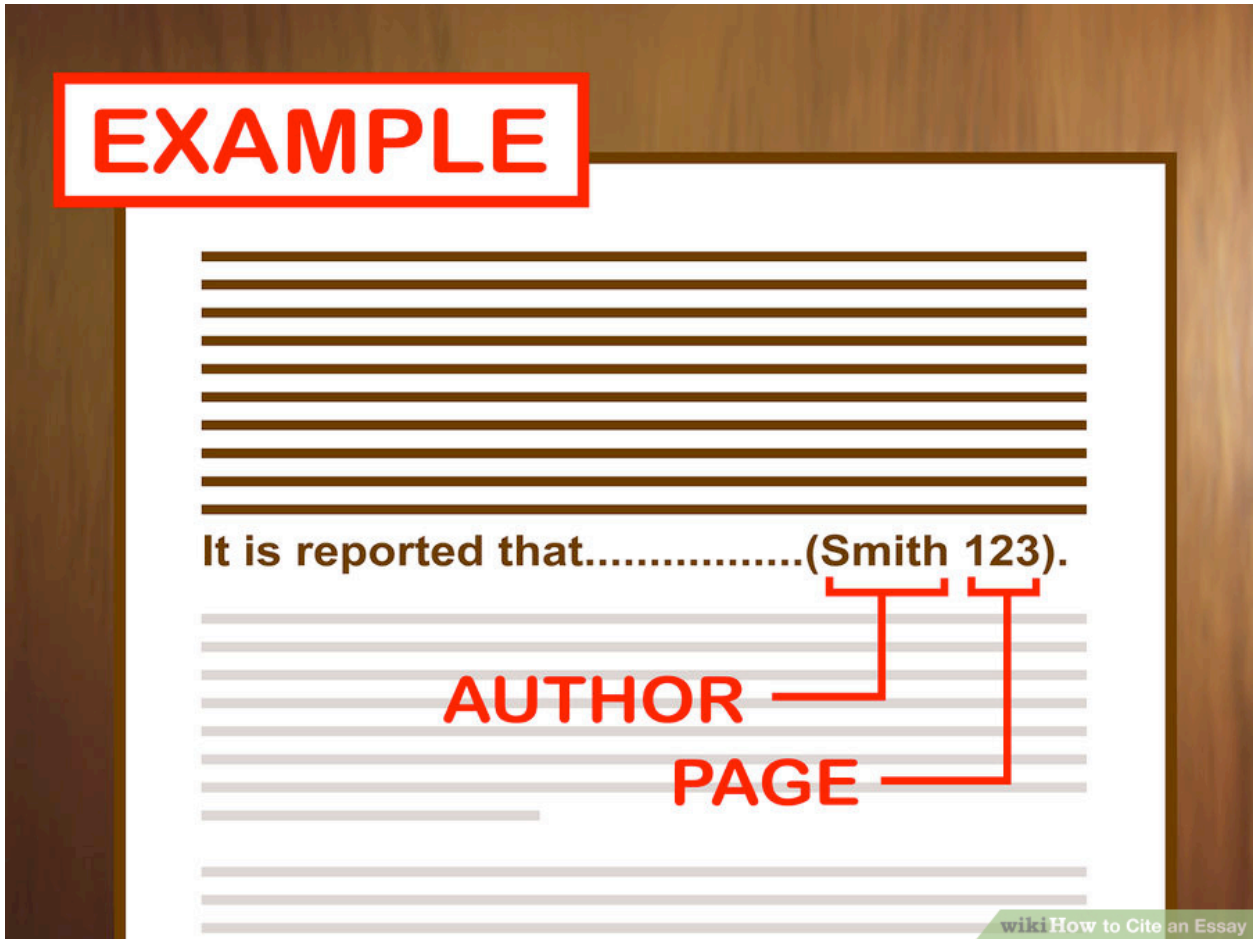 EXAMPLE
It is reported that.................(Smith 123).
AUTHOR
PAGE
wikiHow to Cite an Essay